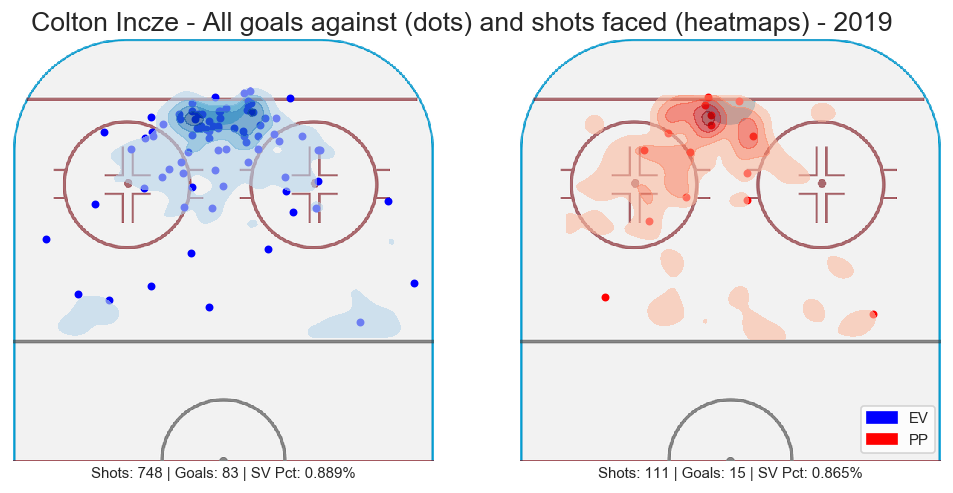 Colton Incze - All goals against (dots) and shots faced (heatmaps) - 2019
EV
PP
Shots: 748 | Goals: 83 | SV Pct: 0.889%
Shots: 111 | Goals: 15 | SV Pct: 0.865%